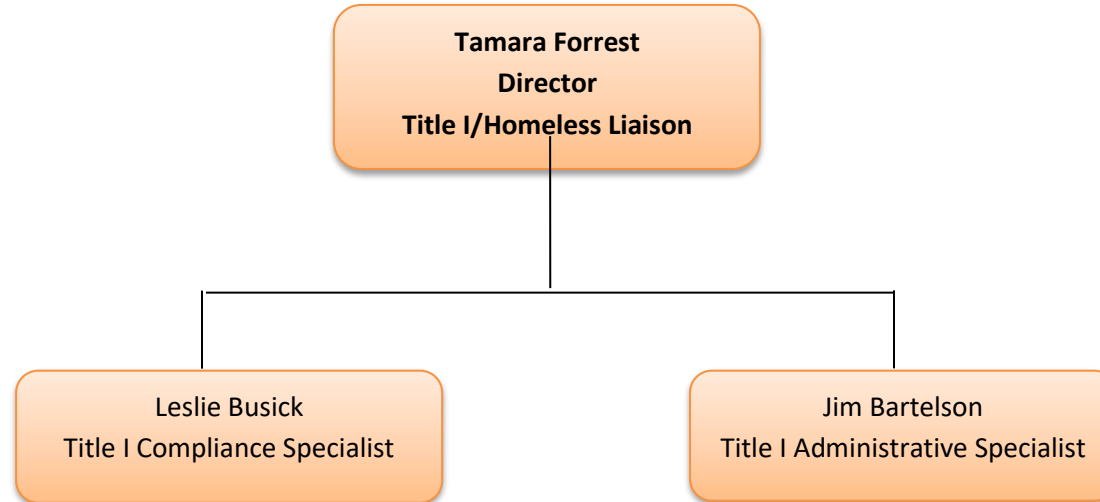 Tamara Forrest
Director
Title I/Homeless Liaison
Leslie Busick
Title I Compliance Specialist
Jim Bartelson
Title I Administrative Specialist